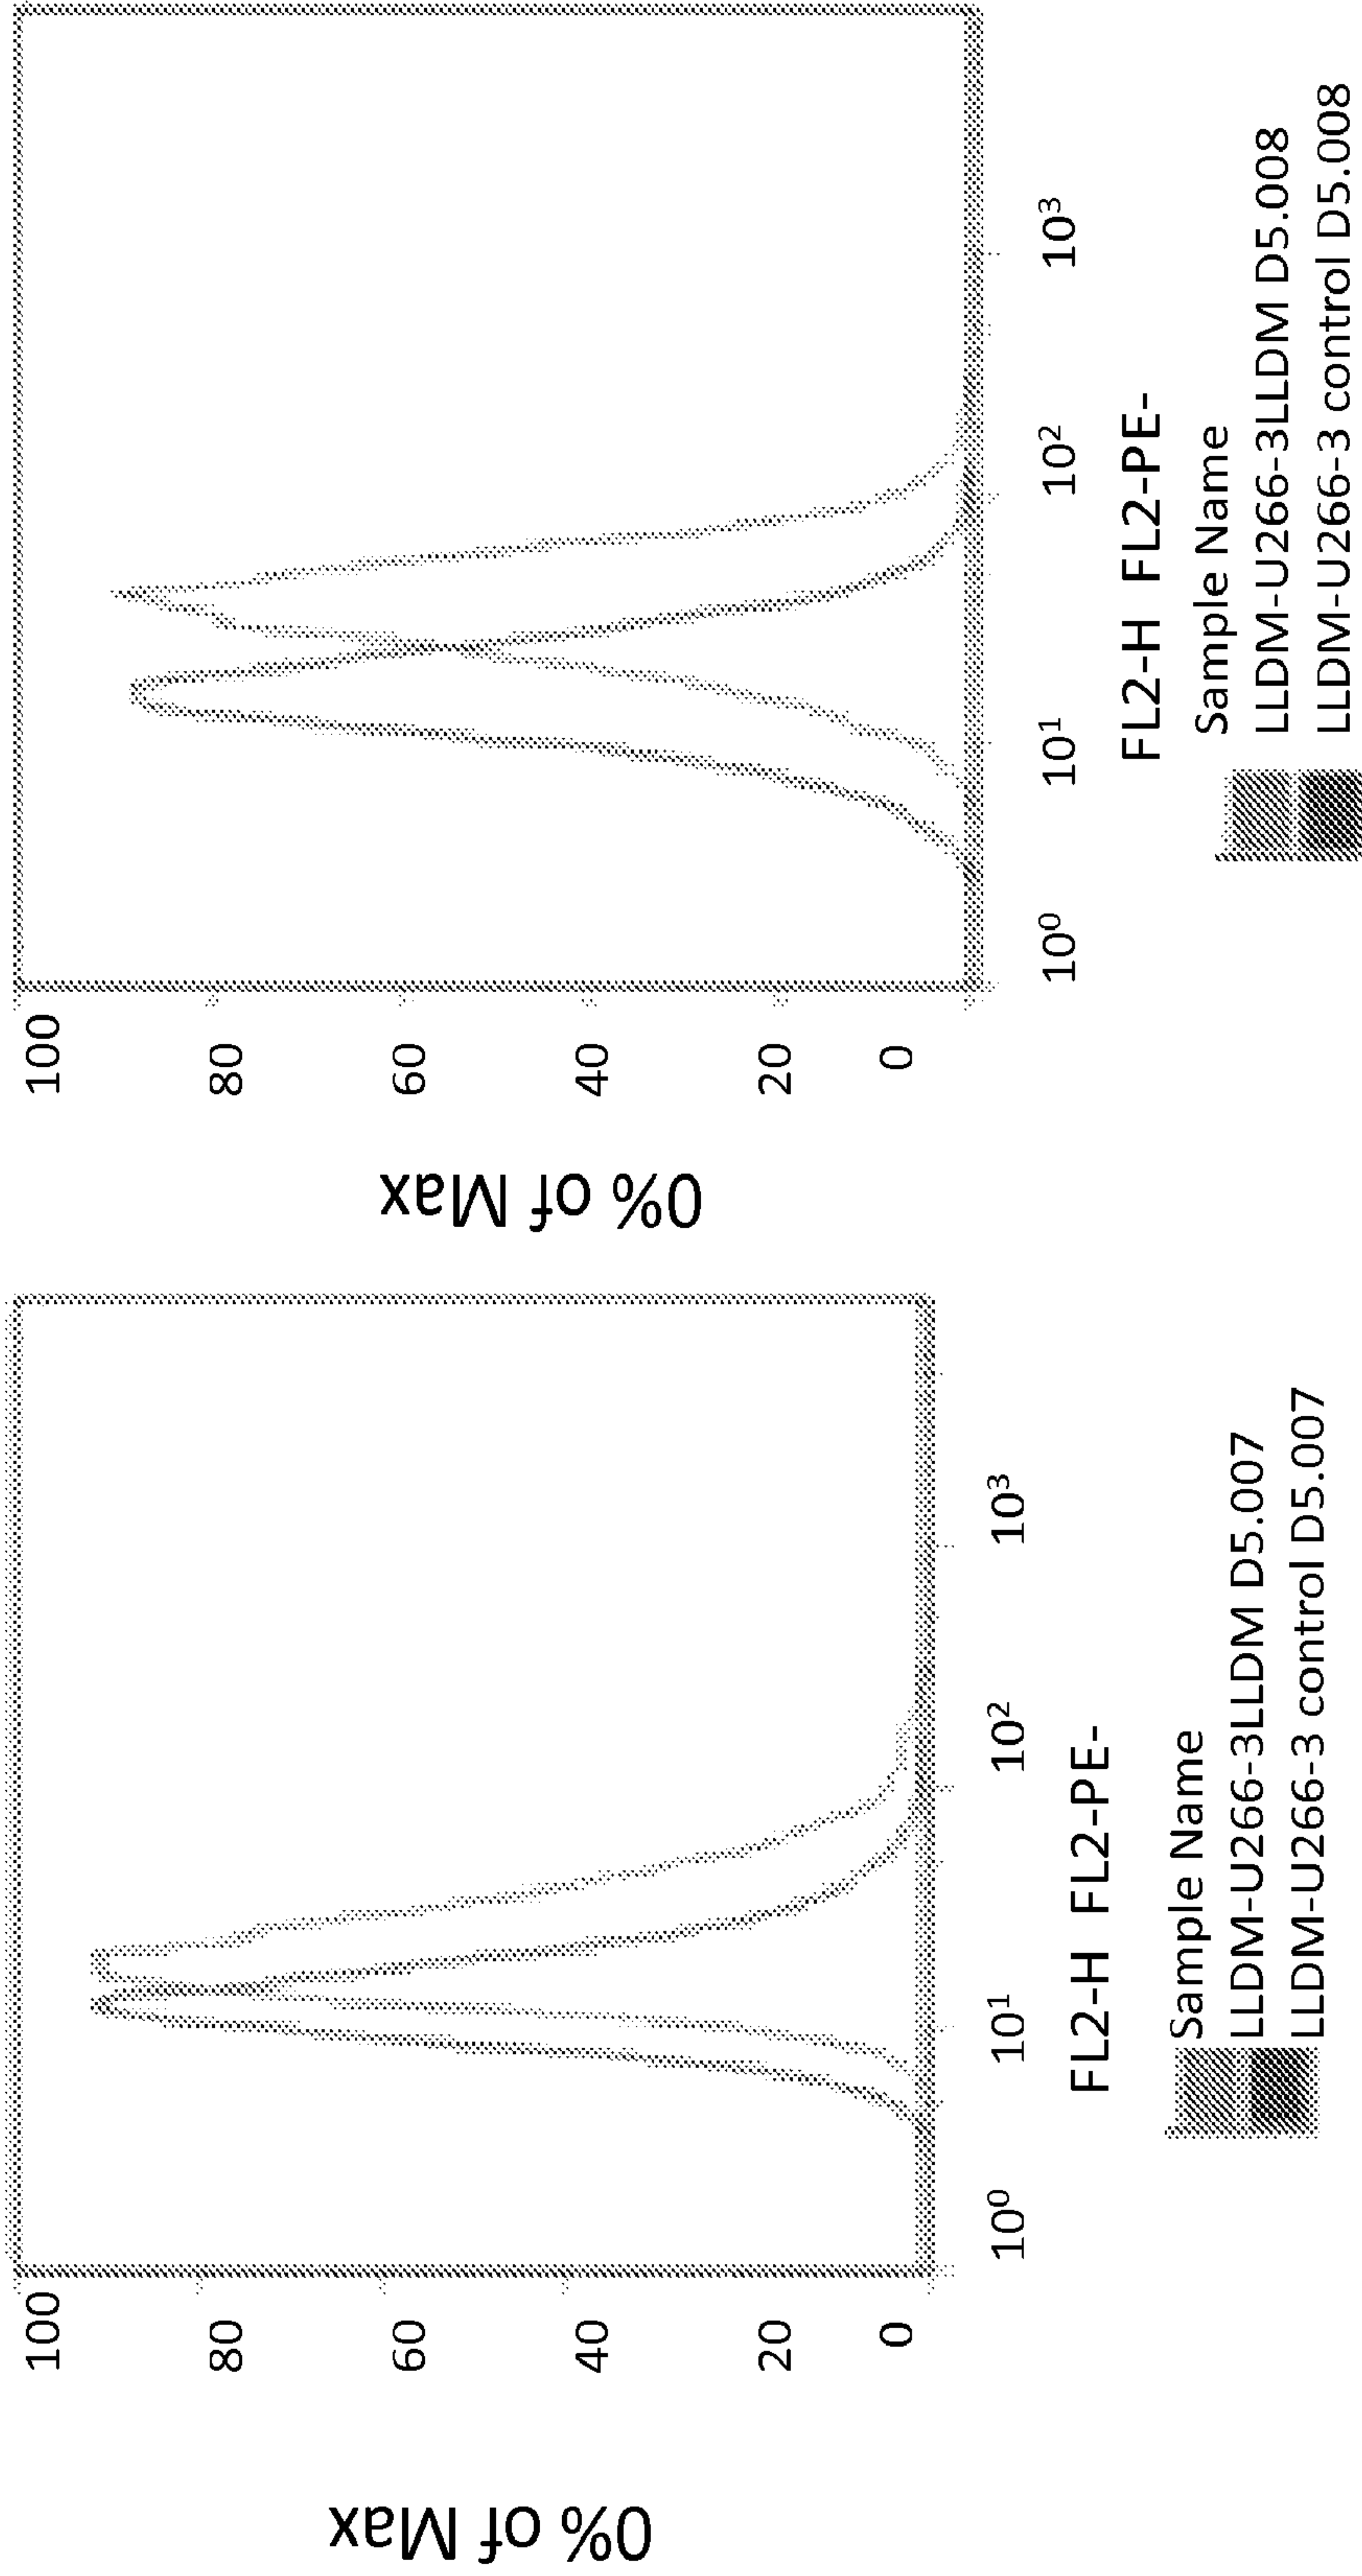 0% of Max
100
80
60
40
20
0
10⁰
10¹
10²
10³
FL2-H FL2-PE-
Sample Name
LLDM-U266-3LLDM D5.007
LLDM-U266-3 control D5.007
0% of Max
100
80
60
40
20
0
10⁰
10¹
10²
10³
FL2-H FL2-PE-
Sample Name
LLDM-U266-3LLDM D5.008
LLDM-U266-3 control D5.008